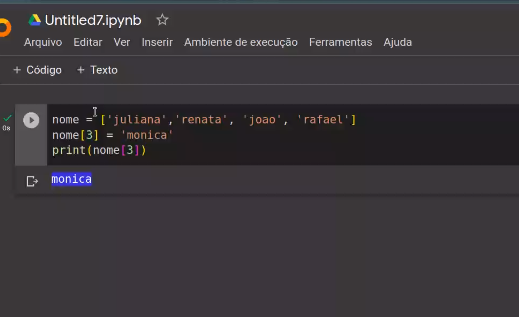 Untitled7.ipynb
Arquivo Editar Ver Inserir Ambiente de execução Ferramentas Ajuda
+ Código + Texto
nome = ['juliana','renata', 'joao', 'rafael']
0s
nome[3] = 'monica'
print(nome[3])
monica